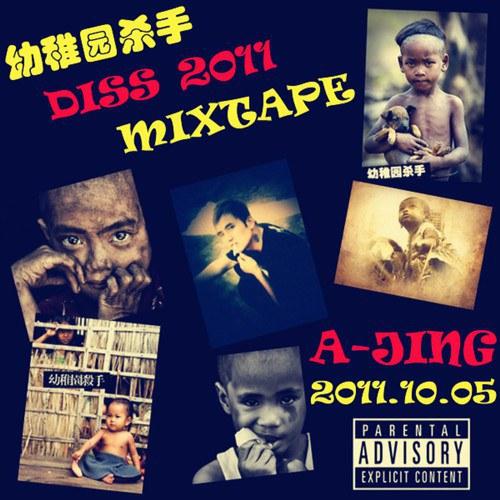 幼稚园杀手
DISS 2011
MIXTAPE
幼稚园杀手
幼稚園殺手
A-JING
2011.10.05
PARENTAL
ADVISORY
EXPLICIT CONTENT